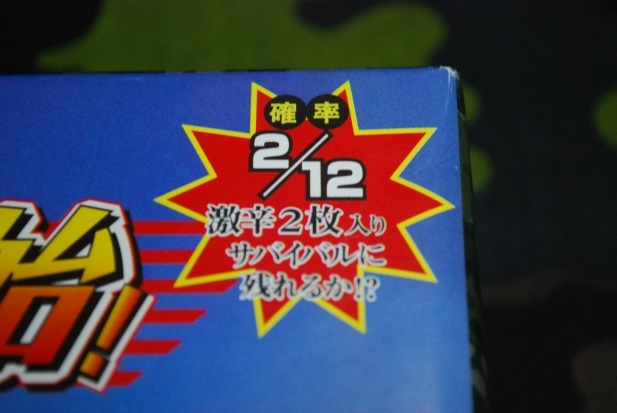 確率
2/12
激辛2枚入り
サバイバルに
残れるか!?
始!